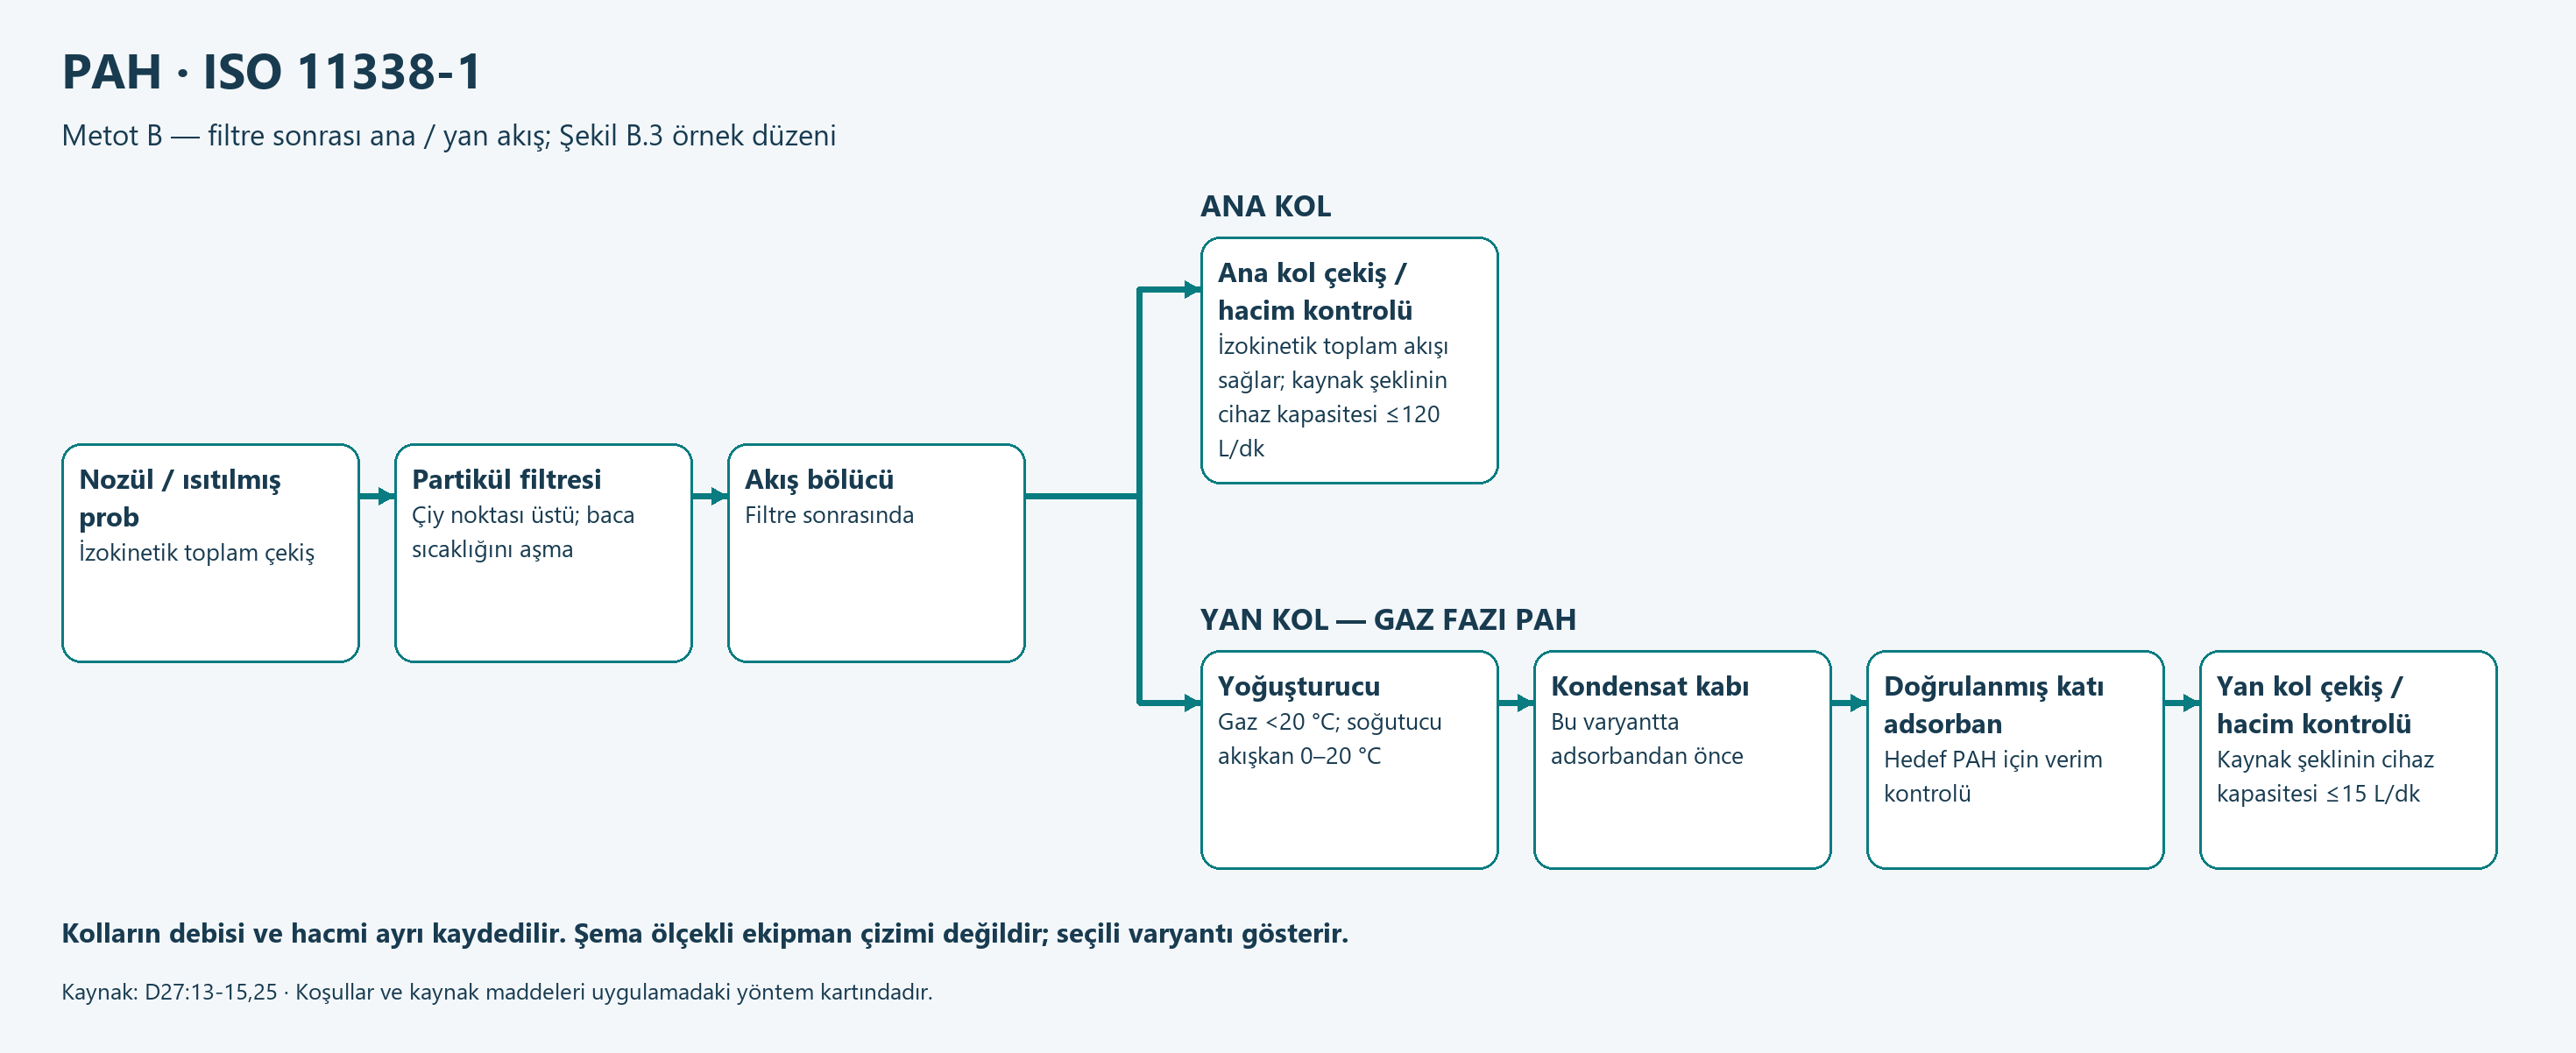 PAH · ISO 11338-1
Metot B — filtre sonrası ana / yan akış; Şekil B.3 örnek düzeni
ANA KOL
Ana kol çekiş /
hacim kontrolü
İzokinetik toplam akışı
sağlar; kaynak şeklinin
cihaz kapasitesi ≤120
L/dk
Nozül / ısıtılmış
prob
İzokinetik toplam çekiş
Partikül filtresi
Çiy noktası üstü; baca
sıcaklığını aşma
Akış bölücü
Filtre sonrasında
YAN KOL — GAZ FAZI PAH
Yoğuşturucu
Gaz <20 °C; soğutucu
akışkan 0–20 °C
Kondensat kabı
Bu varyantta
adsorbandan önce
Doğrulanmış katı
adsorban
Hedef PAH için verim
kontrolü
Yan kol çekiş /
hacim kontrolü
Kaynak şeklinin cihaz
kapasitesi ≤15 L/dk
Kolların debisi ve hacmi ayrı kaydedilir. Şema ölçekli ekipman çizimi değildir; seçili varyantı gösterir.
Kaynak: D27:13-15,25 · Koşullar ve kaynak maddeleri uygulamadaki yöntem kartındadır.